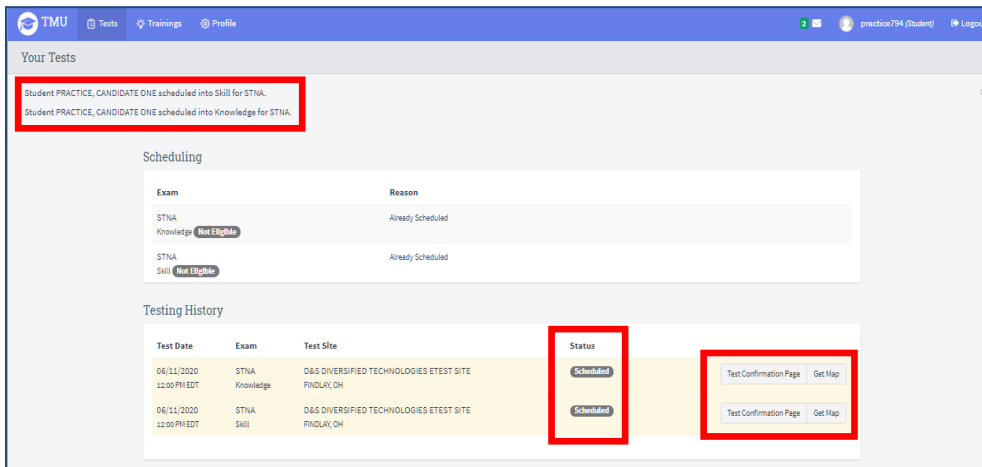 TMU Tests Trainings Profile 2 practice794 (Student) Logou
Your Tests
Student PRACTICE, CANDIDATE ONE scheduled into Skill for STNA.
Student PRACTICE, CANDIDATE ONE scheduled into Knowledge for STNA.
Scheduling
Exam Reason
STNA Already Scheduled
Knowledge Not Eligible
STNA Already Scheduled
Skill Not Eligible
Testing History
Test Date Exam Test Site Status
06/11/2020 STNA D&S DIVERSIFIED TECHNOLOGIES ETEST SITE Scheduled Test Confirmation Page Get Map
12:00 PM EDT Knowledge FINDLAY, OH
06/11/2020 STNA D&S DIVERSIFIED TECHNOLOGIES ETEST SITE Scheduled Test Confirmation Page Get Map
12:00 PM EDT Skill FINDLAY, OH